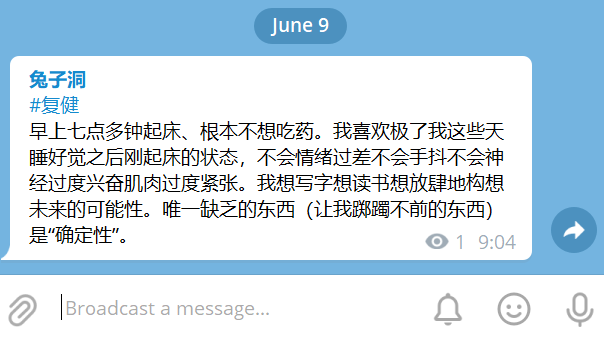 June 9
兔子洞
#复健
早上七点多钟起床、根本不想吃药。我喜欢极了我这些天
睡好觉之后刚起床的状态，不会情绪过差不会手抖不会神
经过度兴奋肌肉过度紧张。我想写字想读书想放肆地构想
未来的可能性。唯一缺乏的东西（让我踯躅不前的东西）
是“确定性”。
1 9:04
Broadcast a message...